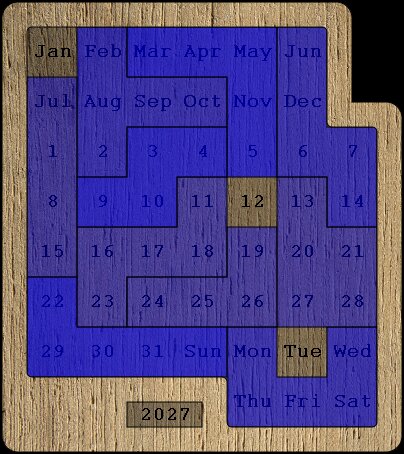 Jan Feb Mar Apr May Jun
Jul Aug Sep Oct Nov Dec
1 2 3 4 5 6 7
8 9 10 11 12 13 14
15 16 17 18 19 20 21
22 23 24 25 26 27 28
29 30 31 Sun Mon Tue Wed
Thu Fri Sat
2027